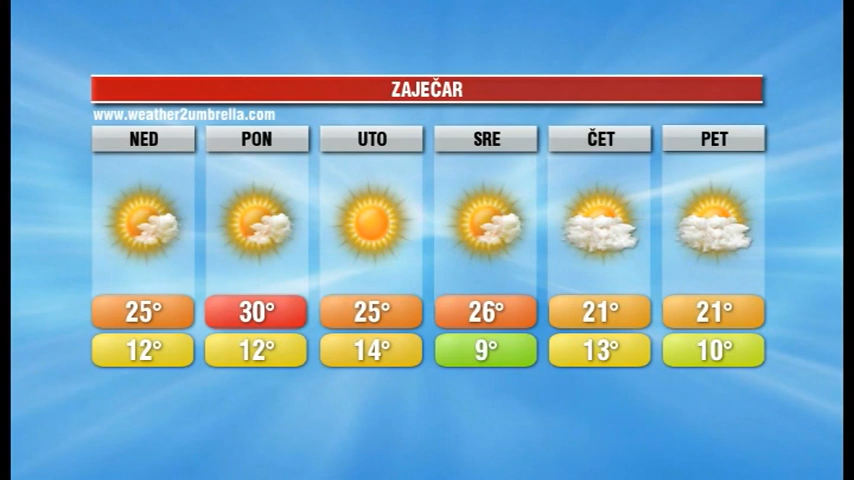 ZAJEČAR
www.weather2umbrella.com
NED PON UTO SRE ČET PET
25° 30° 25° 26° 21° 21°
12° 12° 14° 9° 13° 10°